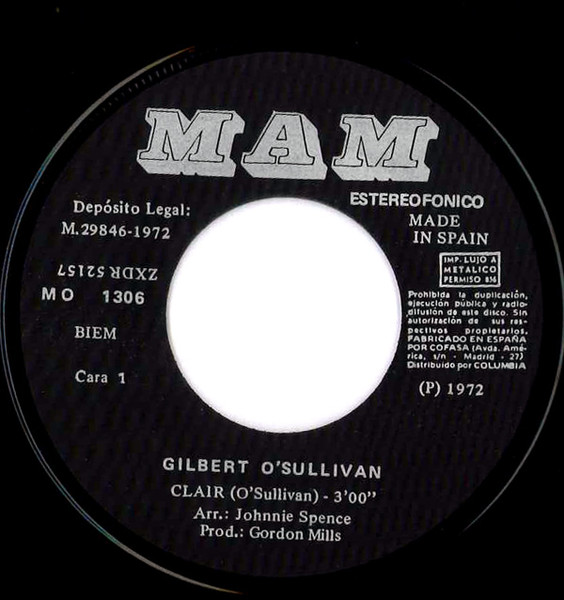 MAM
ESTEREOFONICO
Depósito Legal:
M.29846-1972
MADE
IN SPAIN
ZXDR 52157
MO 1306
BIEM
Cara 1
IMP. LUJO A
METALICO
PERMISO 836
Prohibida la duplicación,
ejecución pública y radio-
difusión de este disco. Sin
autorización de sus res-
pectivos propietarios.
FABRICADO EN ESPAÑA
POR COFASA (Avda. Amé-
rica, s/n - Madrid - 27)
Distribuido por COLUMBIA
(P) 1972
GILBERT O'SULLIVAN
CLAIR (O'Sullivan) - 3'00"
Arr.: Johnnie Spence
Prod.: Gordon Mills